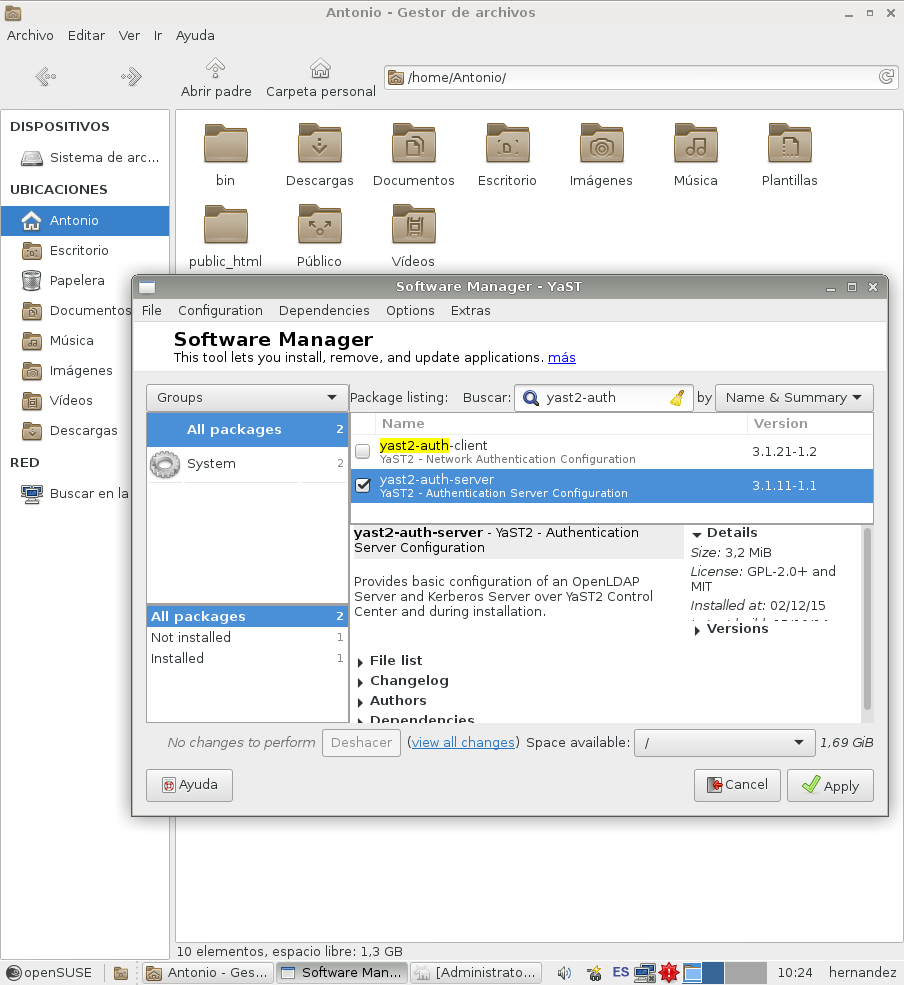 Antonio - Gestor de archivos
Archivo Editar Ver Ir Ayuda
Abrir padre Carpeta personal /home/Antonio/
DISPOSITIVOS
Sistema de arc...
UBICACIONES
Antonio
Escritorio
Papelera
Documentos
Música
Imágenes
Vídeos
Descargas
RED
Buscar en la
bin Descargas Documentos Escritorio Imágenes Música Plantillas
public_html Público Vídeos
Software Manager - YaST
File Configuration Dependencies Options Extras
Software Manager
This tool lets you install, remove, and update applications. más
Groups Package listing: Buscar: yast2-auth by Name & Summary
All packages 2
System 2
Name Version
yast2-auth-client 3.1.21-1.2
YaST2 - Network Authentication Configuration
yast2-auth-server 3.1.11-1.1
YaST2 - Authentication Server Configuration
All packages 2
Not installed 1
Installed 1
yast2-auth-server - YaST2 - Authentication
Server Configuration
Provides basic configuration of an OpenLDAP
Server and Kerberos Server over YaST2 Control
Center and during installation.
File list
Changelog
Authors
Dependencies
Details
Size: 3,2 MiB
License: GPL-2.0+ and
MIT
Installed at: 02/12/15
Versions
No changes to perform Deshacer (view all changes) Space available: / 1,69 GiB
Ayuda Cancel Apply
10 elementos, espacio libre: 1,3 GB
openSUSE Antonio - Ges... Software Man... [Administrato... ES 10:24 hernandez